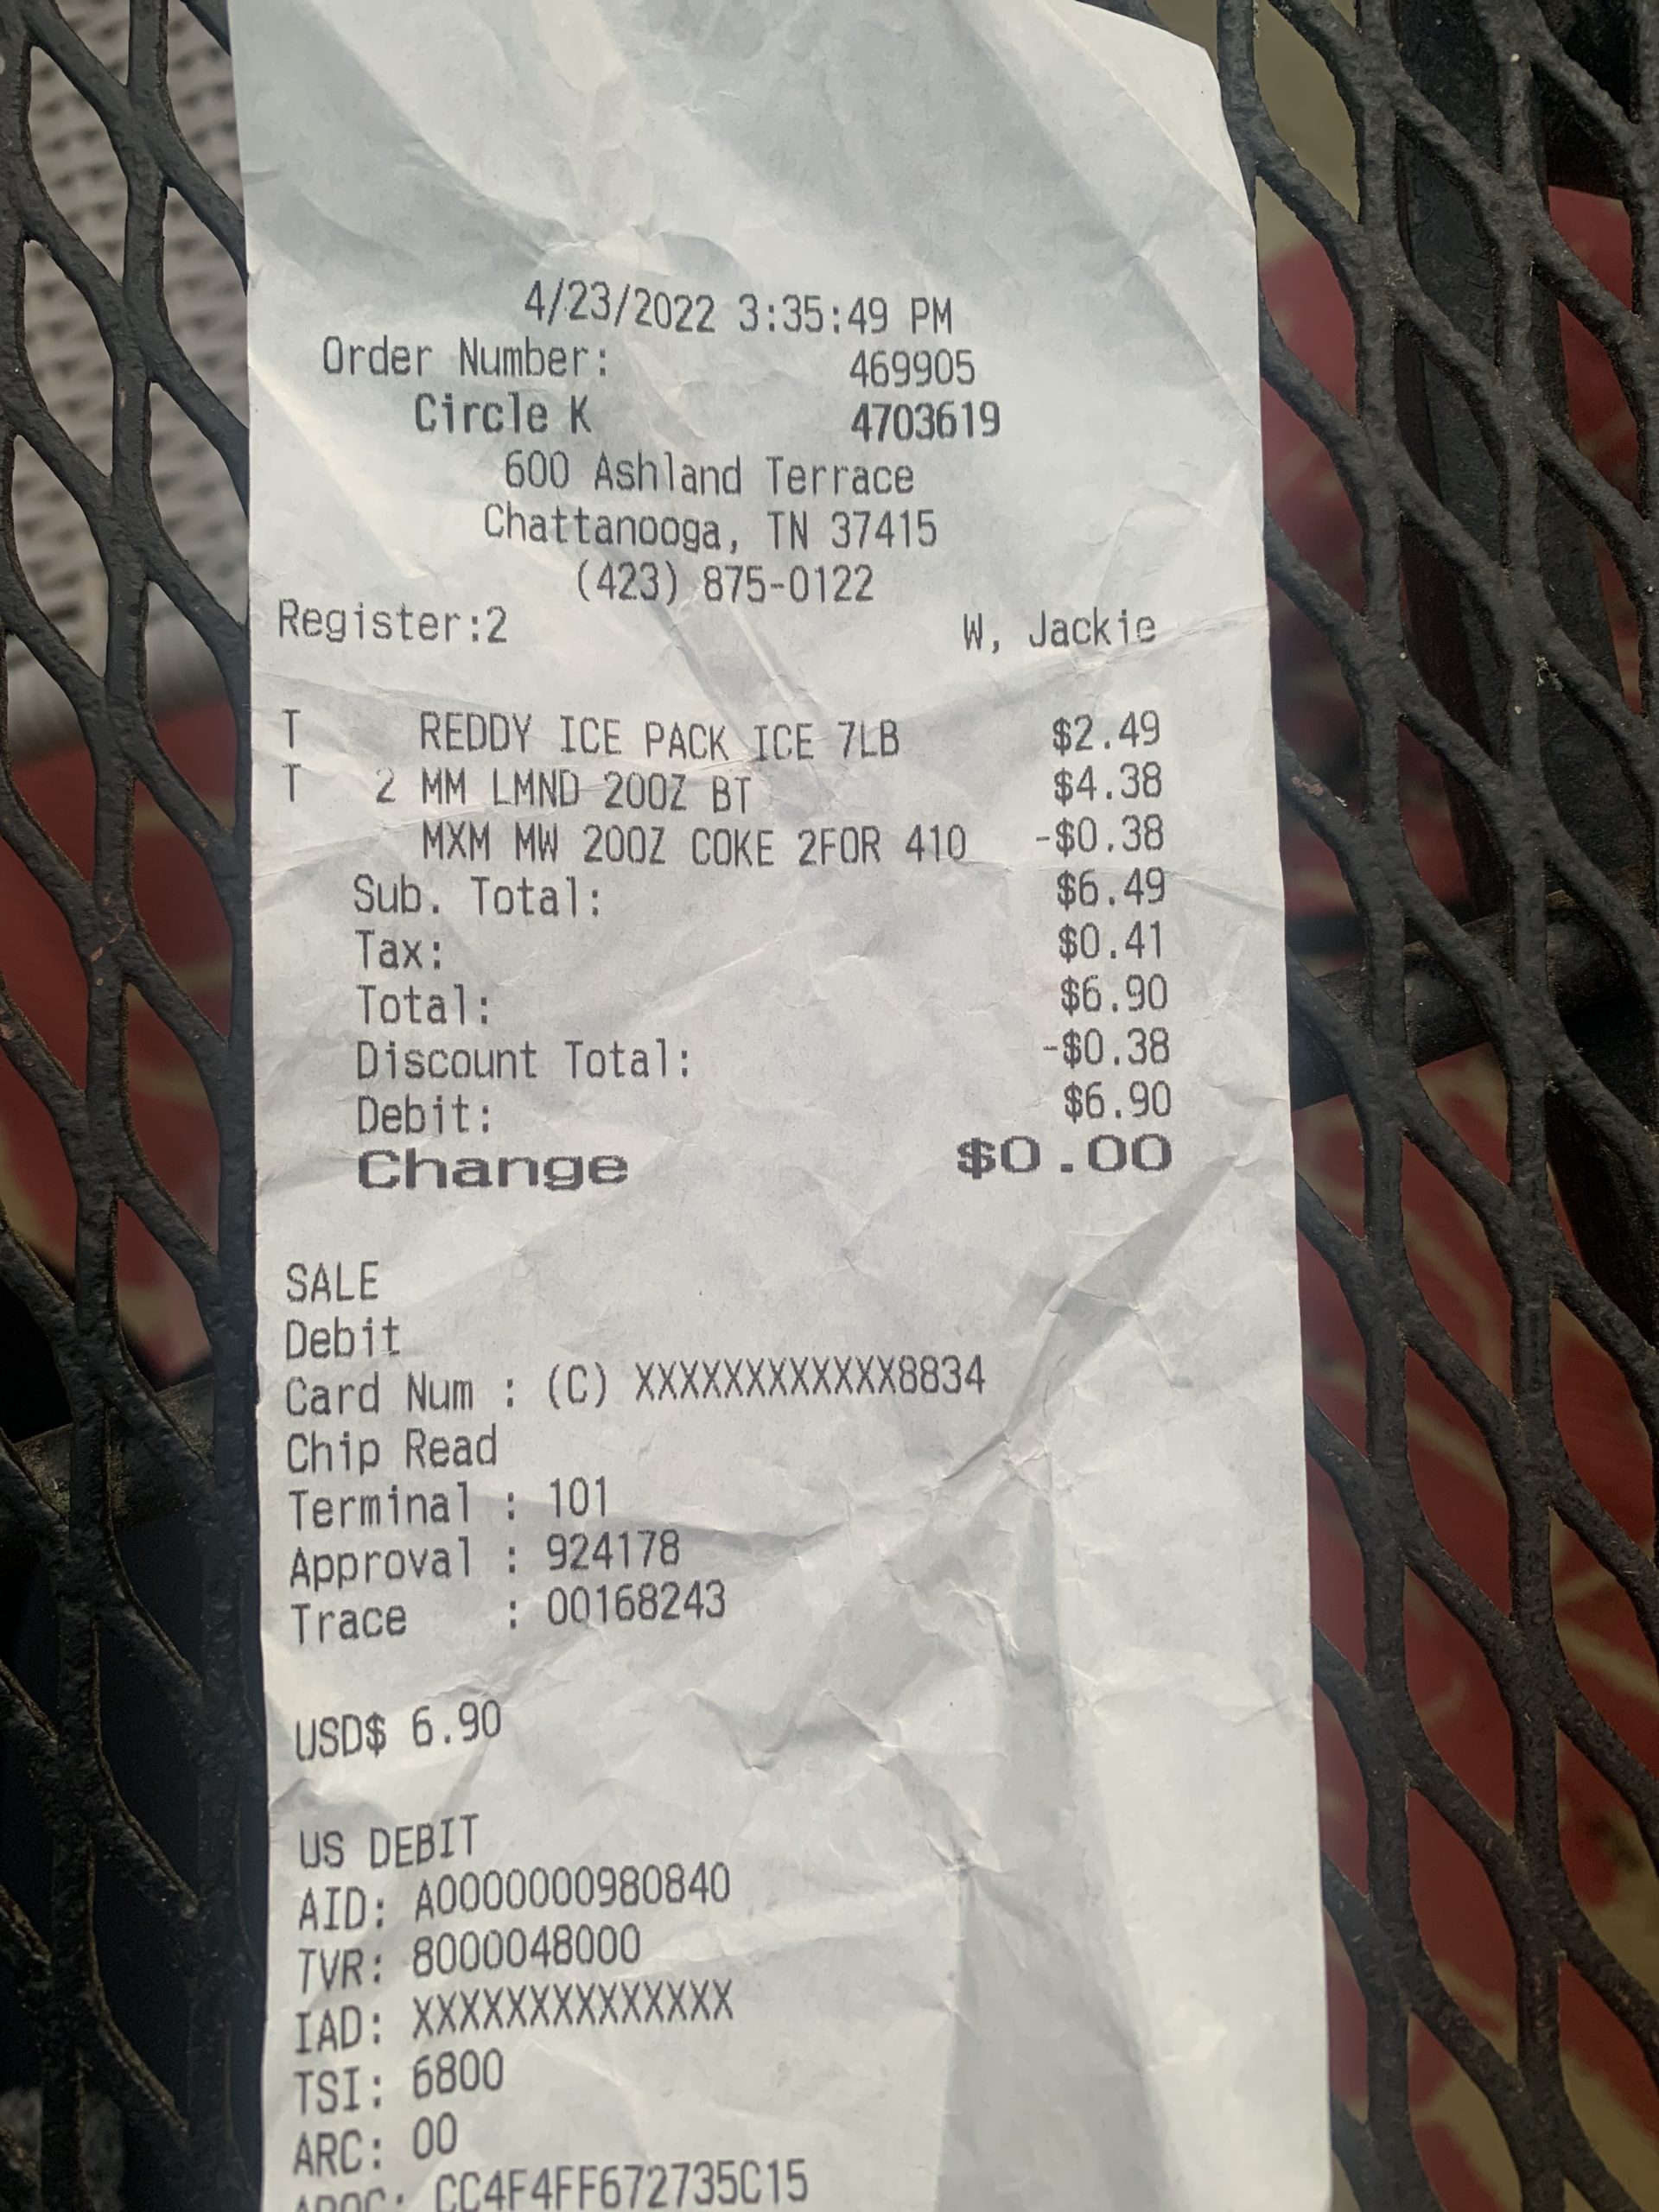 4/23/2022 3:35:49 PM
Order Number: 469905
Circle K 4703619
600 Ashland Terrace
Chattanooga, TN 37415
(423) 875-0122
Register:2 W, Jackie
T REDDY ICE PACK ICE 7LB $2.49
T 2 MM LMND 20OZ BT $4.38
MXM MW 20OZ COKE 2FOR 410 -$0.38
Sub. Total: $6.49
Tax: $0.41
Total: $6.90
Discount Total: -$0.38
Debit: $6.90
Change $0.00
SALE
Debit
Card Num : (C) XXXXXXXXXXXX8834
Chip Read
Terminal : 101
Approval : 924178
Trace : 00168243
USD$ 6.90
US DEBIT
AID: A0000000980840
TVR: 8000048000
IAD: XXXXXXXXXXXXXX
TSI: 6800
ARC: 00
CC4F4FF672735C15